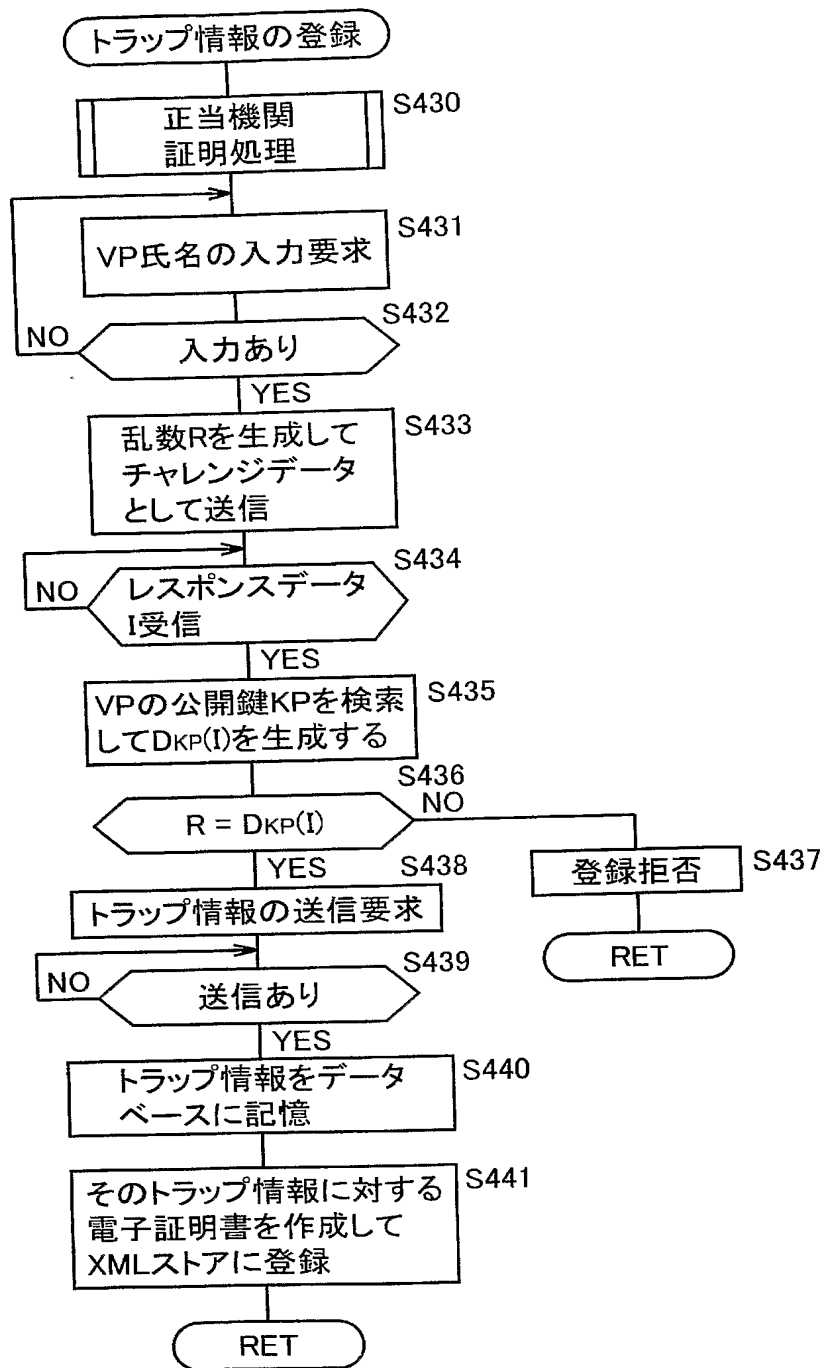 トラップ情報の登録
正当機関
証明処理
S430
VP氏名の入力要求
S431
S432
NO
入力あり
YES
乱数Rを生成して
チャレンジデータ
として送信
S433
S434
NO
レスポンスデータ
I受信
YES
VPの公開鍵KPを検索
してDKP(I)を生成する
S435
S436
R = DKP(I)
NO
登録拒否
S437
RET
YES
S438
トラップ情報の送信要求
S439
NO
送信あり
YES
トラップ情報をデータ
ベースに記憶
S440
そのトラップ情報に対する
電子証明書を作成して
XMLストアに登録
S441
RET